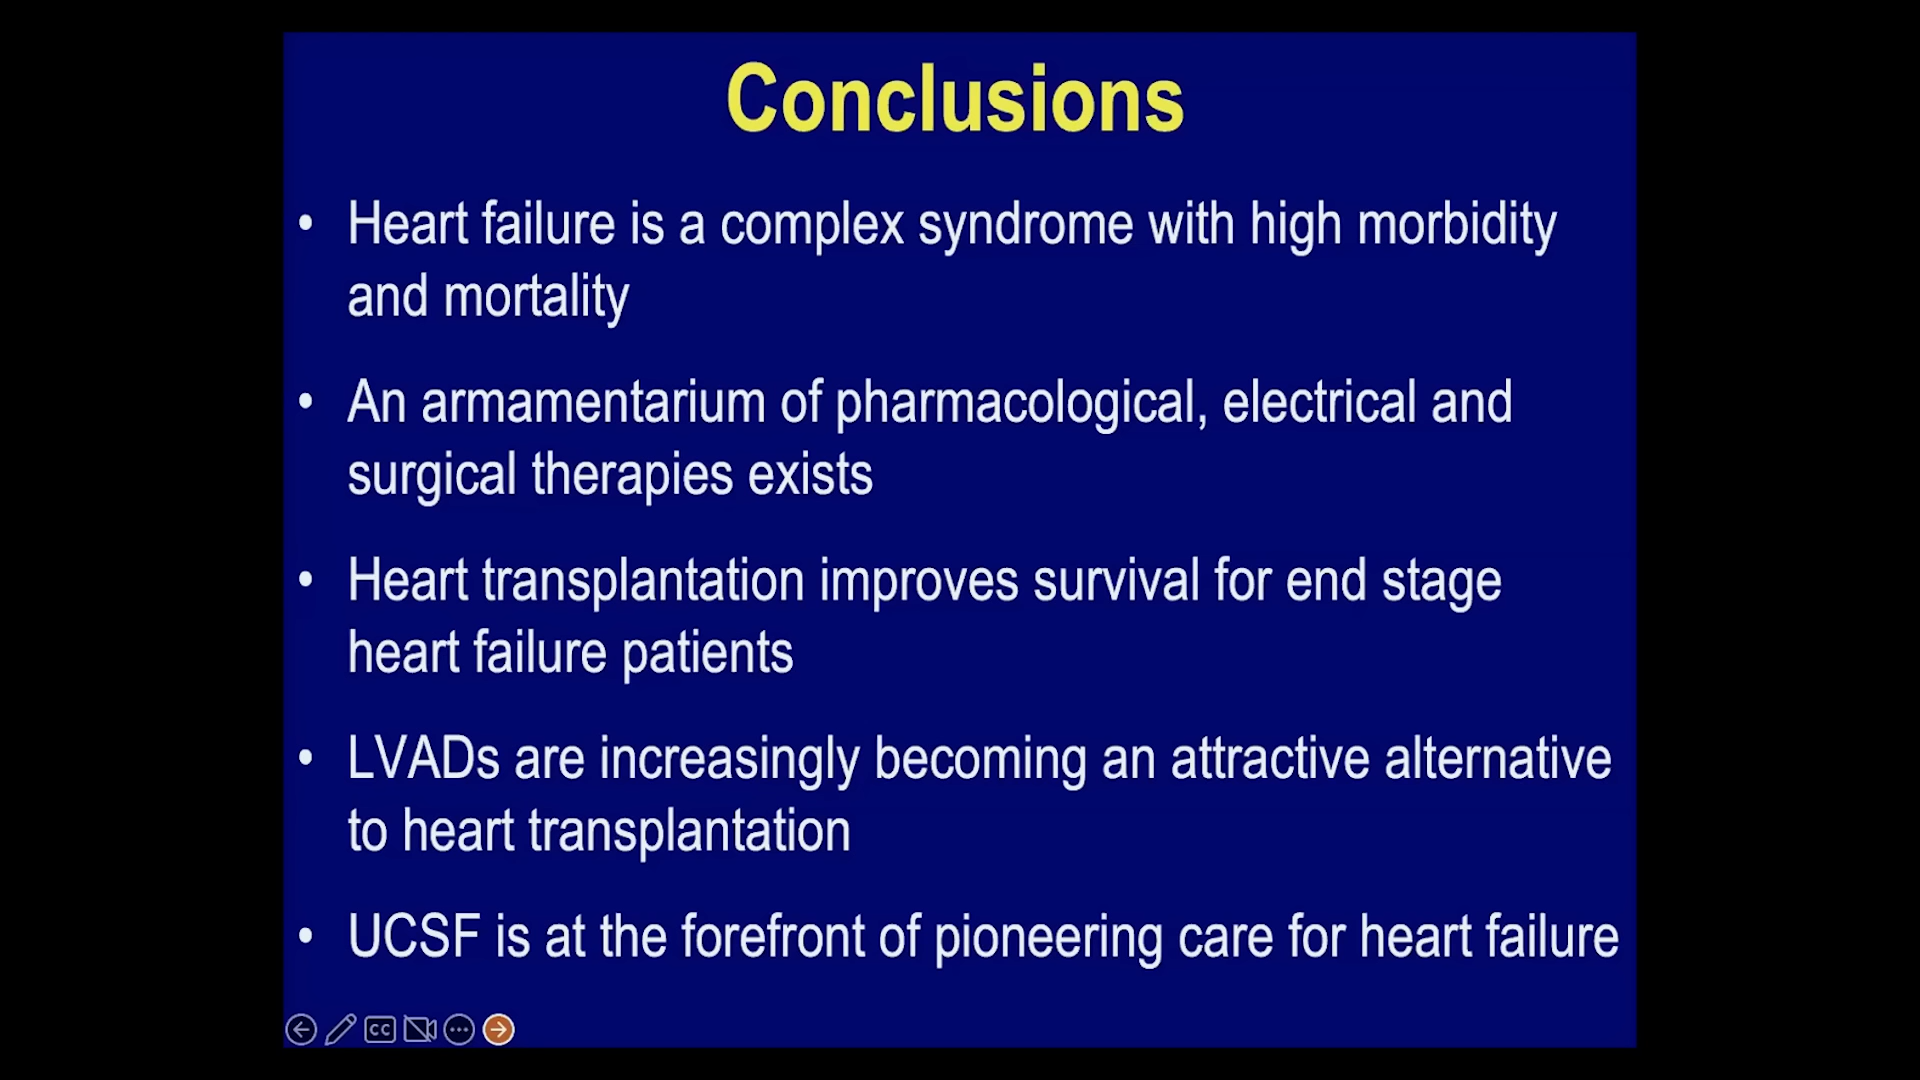 Conclusions
• Heart failure is a complex syndrome with high morbidity
and mortality
• An armamentarium of pharmacological, electrical and
surgical therapies exists
• Heart transplantation improves survival for end stage
heart failure patients
• LVADs are increasingly becoming an attractive alternative
to heart transplantation
• UCSF is at the forefront of pioneering care for heart failure
CC